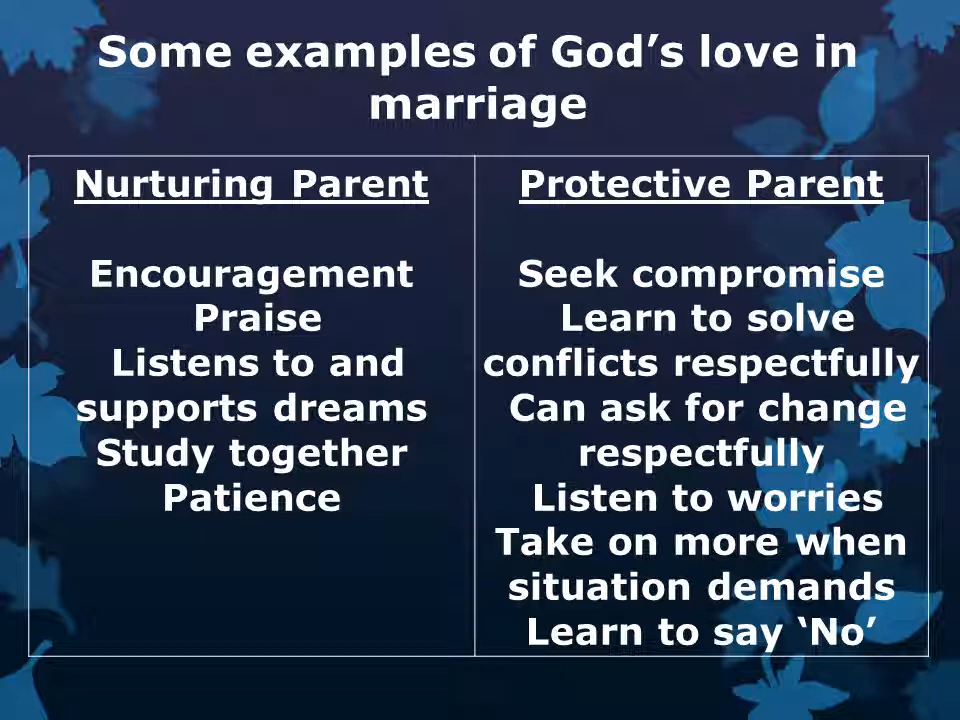 Some examples of God’s love in
marriage
Nurturing Parent
Encouragement
Praise
Listens to and
supports dreams
Study together
Patience
Protective Parent
Seek compromise
Learn to solve
conflicts respectfully
Can ask for change
respectfully
Listen to worries
Take on more when
situation demands
Learn to say ‘No’